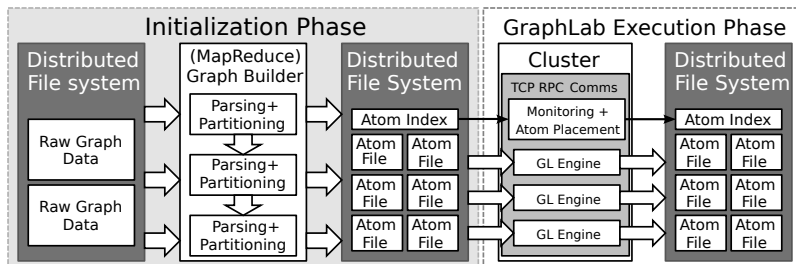 Initialization Phase
GraphLab Execution Phase
Distributed
File system
Raw Graph
Data
Raw Graph
Data
(MapReduce)
Graph Builder
Parsing+
Partitioning
Parsing+
Partitioning
Parsing+
Partitioning
Distributed
File System
Atom Index
Atom
File
Atom
File
Atom
File
Atom
File
Atom
File
Atom
File
Cluster
TCP RPC Comms
Monitoring +
Atom Placement
GL Engine
GL Engine
GL Engine
Distributed
File System
Atom Index
Atom
File
Atom
File
Atom
File
Atom
File
Atom
File
Atom
File